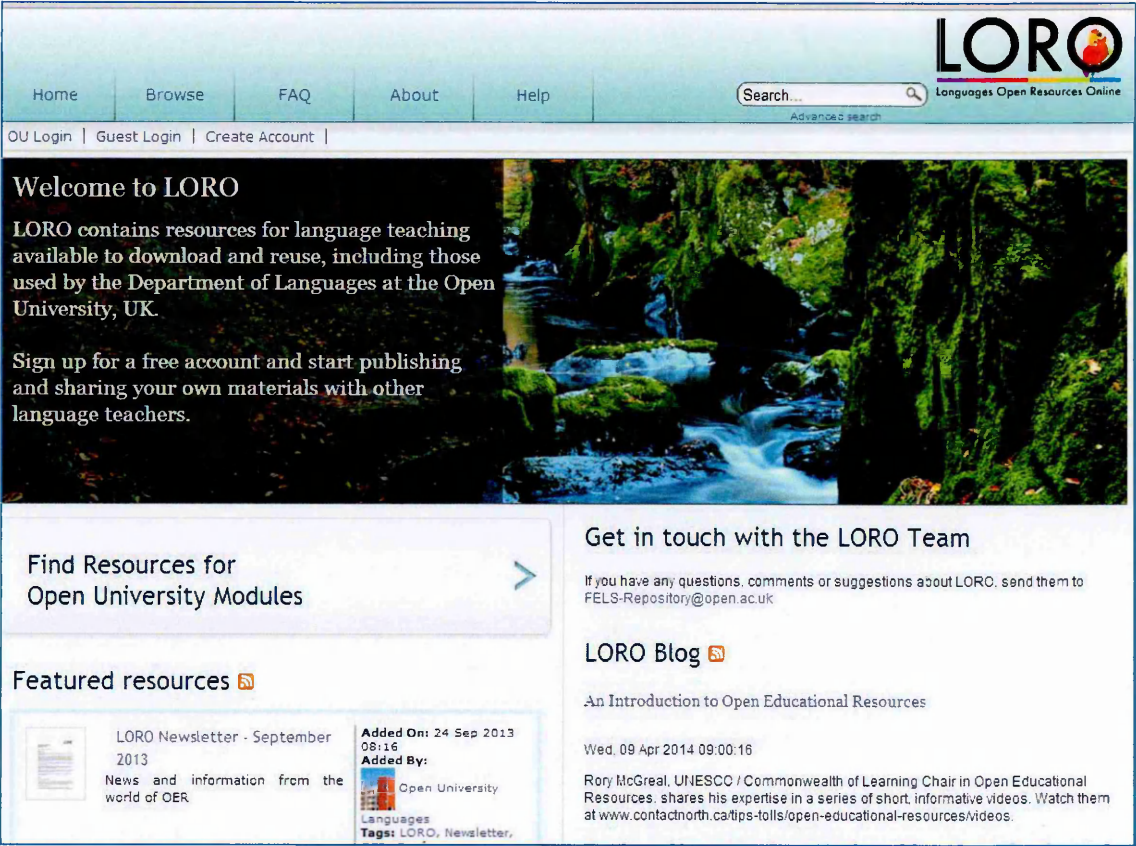 LORO
Languages Open Resources Online
Home
Browse
FAQ
About
Help
Search...
Advanced search
OU Login | Guest Login | Create Account |
Welcome to LORO
LORO contains resources for language teaching
available to download and reuse, including those
used by the Department of Languages at the Open
University, UK.
Sign up for a free account and start publishing
and sharing your own materials with other
language teachers.
Find Resources for
Open University Modules
Featured resources
LORO Newsletter - September
2013
News and information from the
world of OER
Added On: 24 Sep 2013
08:16
Added By:
Open University
Languages
Tags: LORO, Newsletter,
Get in touch with the LORO Team
If you have any questions, comments or suggestions about LORO, send them to
FELS-Repository@open.ac.uk
LORO Blog
An Introduction to Open Educational Resources
Wed, 09 Apr 2014 09:00:16
Rory McGreal, UNESCC / Commonwealth of Learning Chair in Open Educational
Resources, shares his expertise in a series of short, informative videos. Watch them
at www.contactnorth.ca/tips-tolls/open-educational-resources/videos.